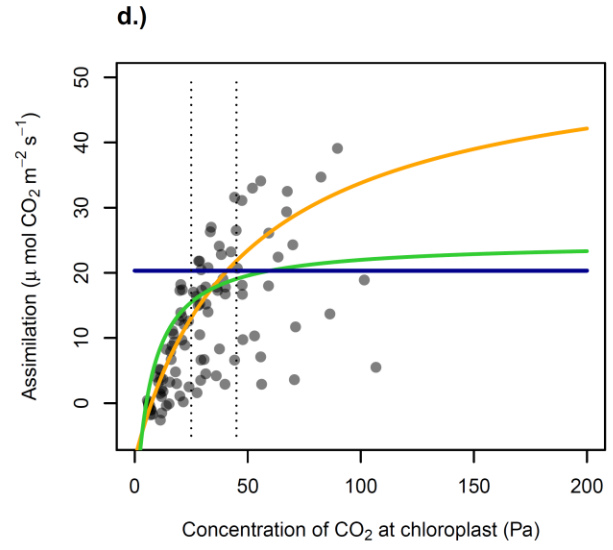 d.)
Assimilation (μ mol CO₂ m⁻² s⁻¹)
50
40
30
20
10
0
0 50 100 150 200
Concentration of CO₂ at chloroplast (Pa)